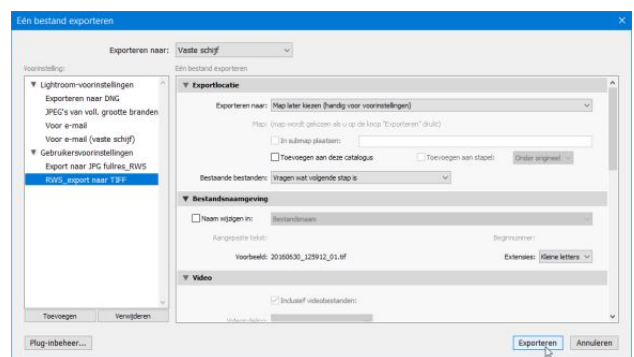 Eén bestand exporteren
Exporteren naar: Vaste schijf
Voorinstelling:
Eén bestand exporteren
Lightroom-voorinstellingen
Exporteren naar DNG
JPEG's van voll. grootte branden
Voor e-mail
Voor e-mail (vaste schijf)
Gebruikersvoorinstellingen
Export naar JPG fullres_RWS
RWS_export naar TIFF
Toevoegen Verwijderen
Exportlocatie
Exporteren naar: Map later kiezen (handig voor voorinstellingen)
Map: (map wordt gekozen als u op de knop "Exporteren" drukt)
In submap plaatsen:
Toevoegen aan deze catalogus Toevoegen aan stapel: Onder origineel
Bestaande bestanden: Vragen wat volgende stap is
Bestandsnaamgeving
Naam wijzigen in: Bestandsnaam
Aangepaste tekst: Beginnummer:
Voorbeeld: 20160630_125912_01.tif Extensies: Kleine letters
Video
Inclusief videobestanden:
Plug-inbeheer... Exporteren Annuleren